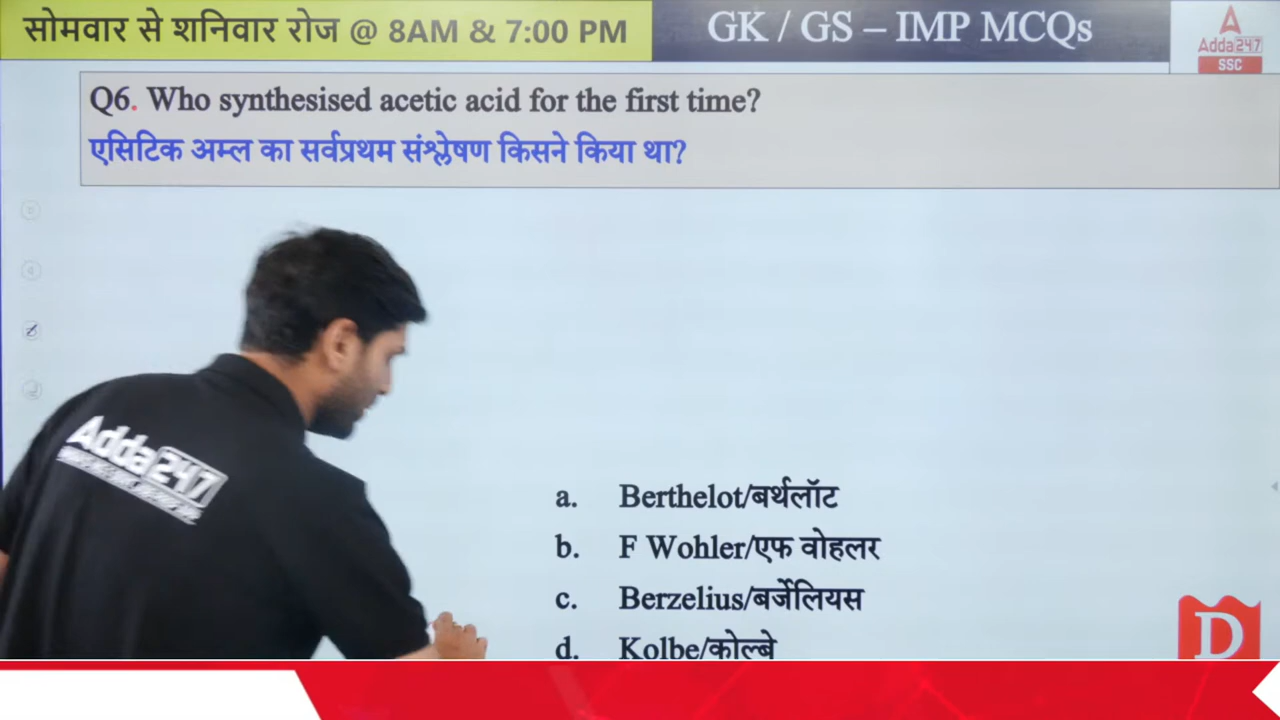 सोमवार से शनिवार रोज @ 8AM & 7:00 PM
GK / GS – IMP MCQs
Adda247
SSC
Q6. Who synthesised acetic acid for the first time?
एसिटिक अम्ल का सर्वप्रथम संश्लेषण किसने किया था?
Adda247
a. Berthelot/बर्थलॉट
b. F Wohler/एफ वोहलर
c. Berzelius/बर्जेलियस
d. Kolbe/कोल्बे
D